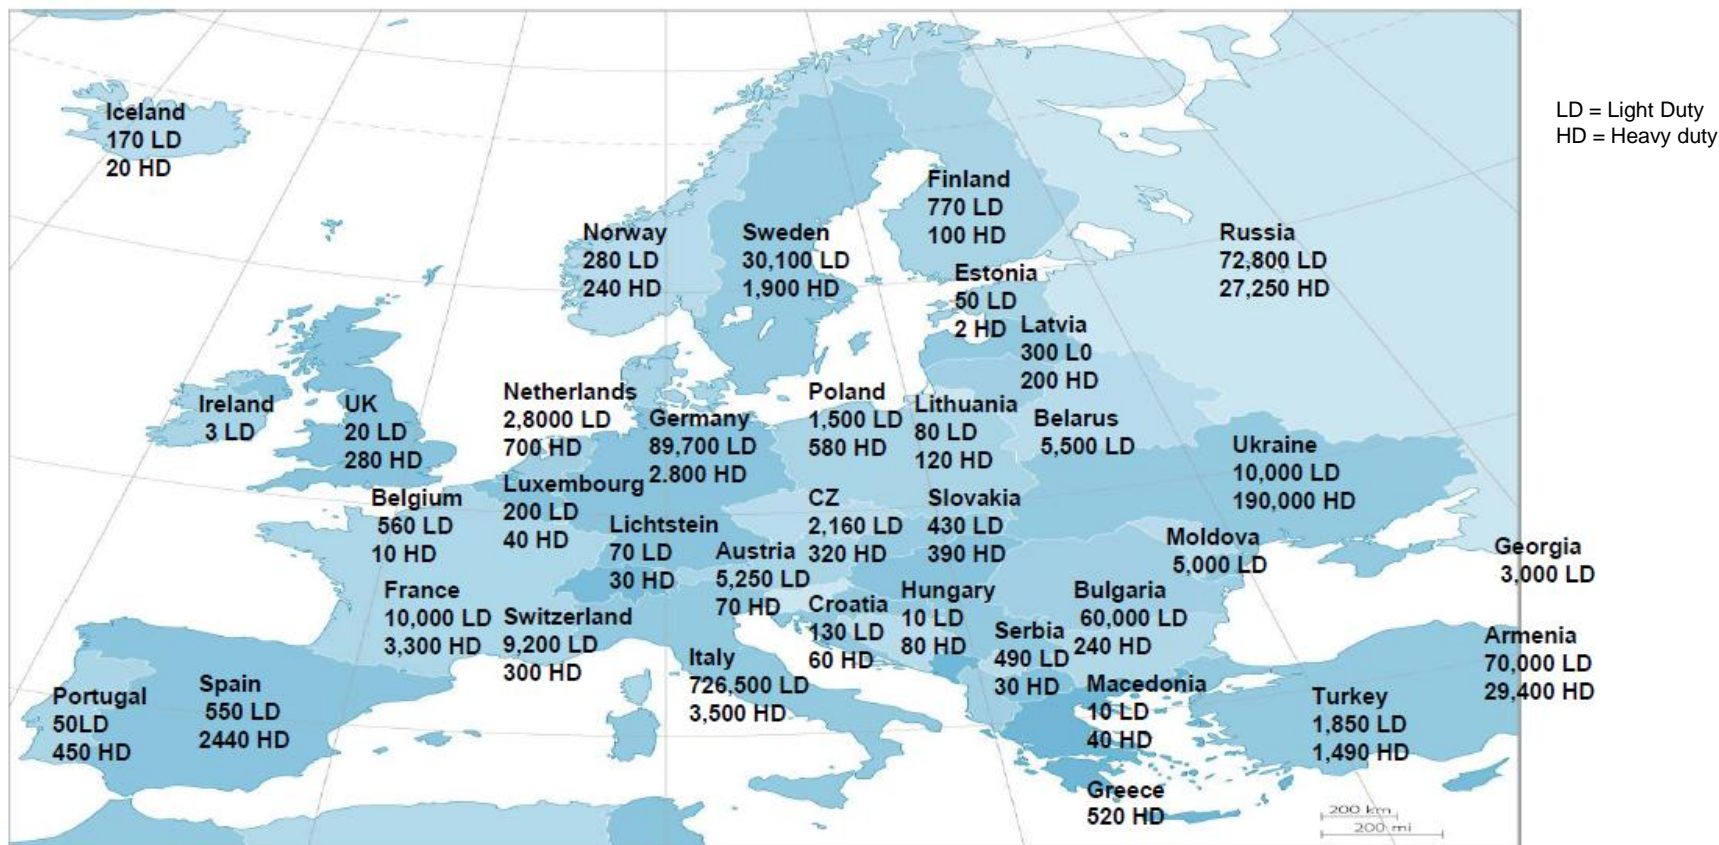 Iceland
170 LD
20 HD
LD = Light Duty
HD = Heavy duty
Finland
770 LD
100 HD
Norway
280 LD
240 HD
Sweden
30,100 LD
1,900 HD
Russia
72,800 LD
27,250 HD
Estonia
50 LD
2 HD
Latvia
300 L0
200 HD
Ireland
3 LD
UK
20 LD
280 HD
Netherlands
2,8000 LD
700 HD
Germany
89,700 LD
2.800 HD
Poland
1,500 LD
580 HD
Lithuania
80 LD
120 HD
Belarus
5,500 LD
Ukraine
10,000 LD
190,000 HD
Belgium
560 LD
10 HD
Luxembourg
200 LD
40 HD
Lichtstein
70 LD
30 HD
CZ
2,160 LD
320 HD
Slovakia
430 LD
390 HD
Moldova
5,000 LD
Georgia
3,000 LD
Austria
5,250 LD
70 HD
France
10,000 LD
3,300 HD
Switzerland
9,200 LD
300 HD
Croatia
130 LD
60 HD
Hungary
10 LD
80 HD
Bulgaria
60,000 LD
240 HD
Serbia
490 LD
30 HD
Armenia
70,000 LD
29,400 HD
Italy
726,500 LD
3,500 HD
Portugal
50LD
450 HD
Spain
550 LD
2440 HD
Macedonia
10 LD
40 HD
Turkey
1,850 LD
1,490 HD
Greece
520 HD
200 km
200 mi